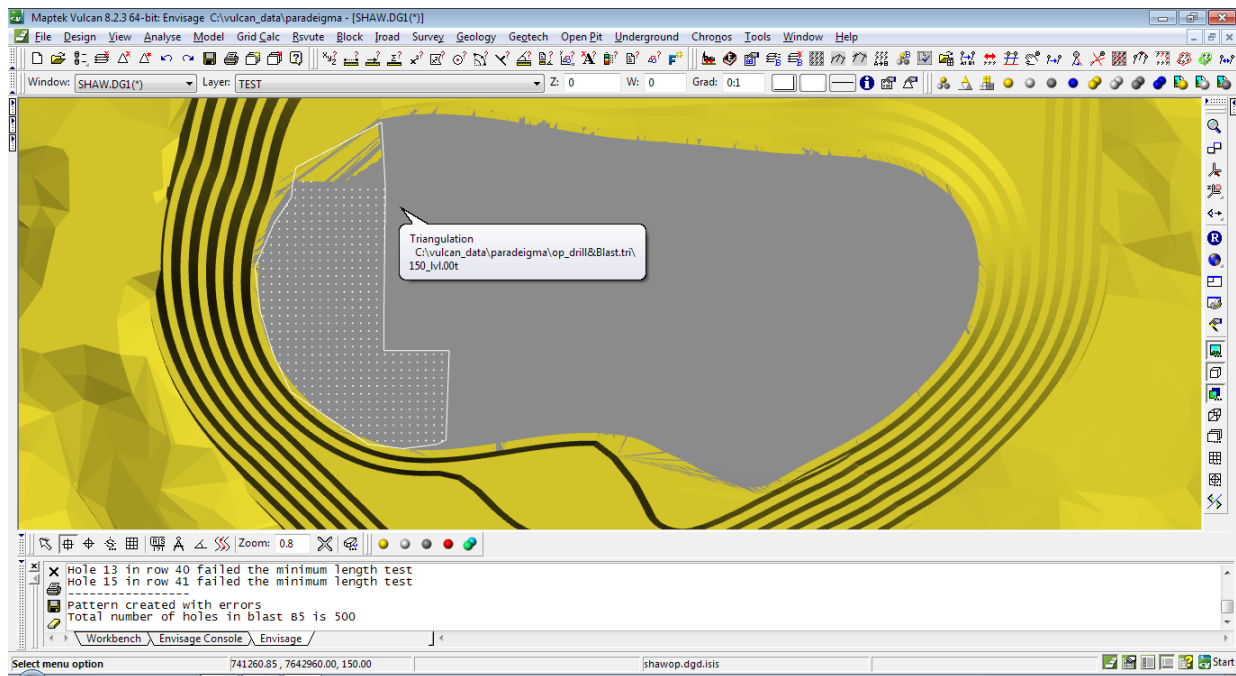 Maptek Vulcan 8.2.3 64-bit: Envisage C:\vulcan_data\paradeigma - [SHAW.DG1(*)]
File Design View Analyse Model Grid Calc Rsvute Block Iroad Survey Geology Geotech Open Pit Underground Chronos Tools Window Help
Window: SHAW.DG1(*) Layer: TEST Z: 0 W: 0 Grad: 0:1
Triangulation
C:\vulcan_data\paradeigma\op_drill&Blast.tri\
150_lvl.00t
Zoom: 0.8
Hole 13 in row 40 failed the minimum length test
Hole 15 in row 41 failed the minimum length test
-----------------
Pattern created with errors
Total number of holes in blast B5 is 500
Workbench Envisage Console Envisage
Select menu option 741260.85 , 7642960.00, 150.00 shawop.dgd.isis Start